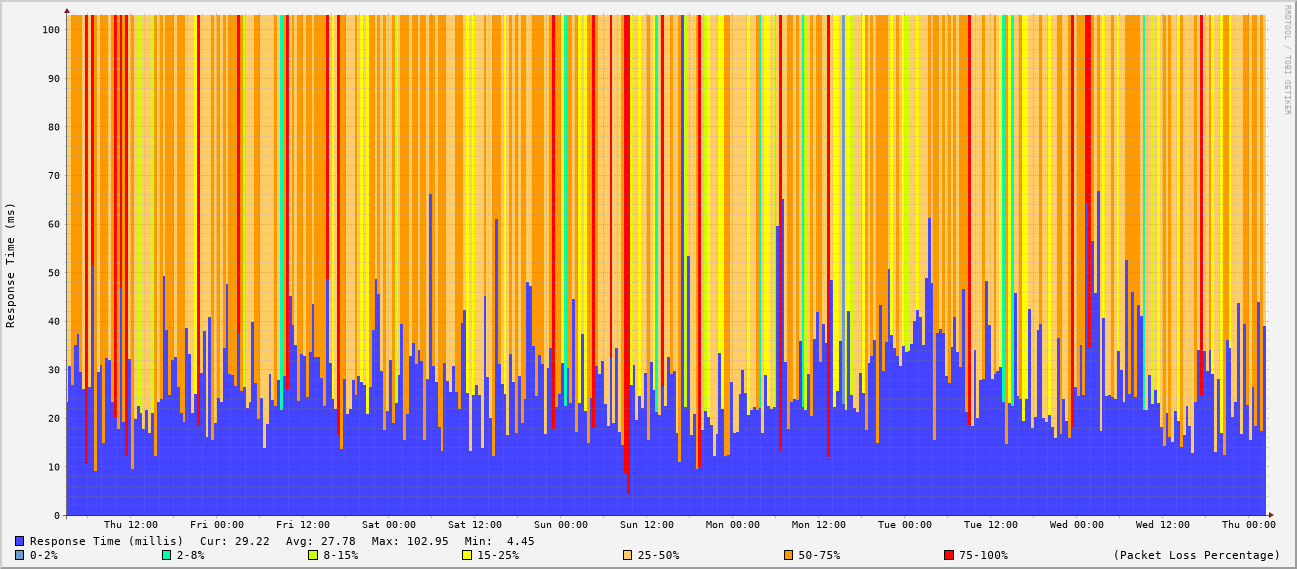 RRDTOOL / TOBI OETIKER
Response Time (ms)
100
90
80
70
60
50
40
30
20
10
0
Thu 12:00 Fri 00:00 Fri 12:00 Sat 00:00 Sat 12:00 Sun 00:00 Sun 12:00 Mon 00:00 Mon 12:00 Tue 00:00 Tue 12:00 Wed 00:00 Wed 12:00 Thu 00:00
Response Time (millis) Cur: 29.22 Avg: 27.78 Max: 102.95 Min: 4.45
0-2% 2-8% 8-15% 15-25% 25-50% 50-75% 75-100% (Packet Loss Percentage)